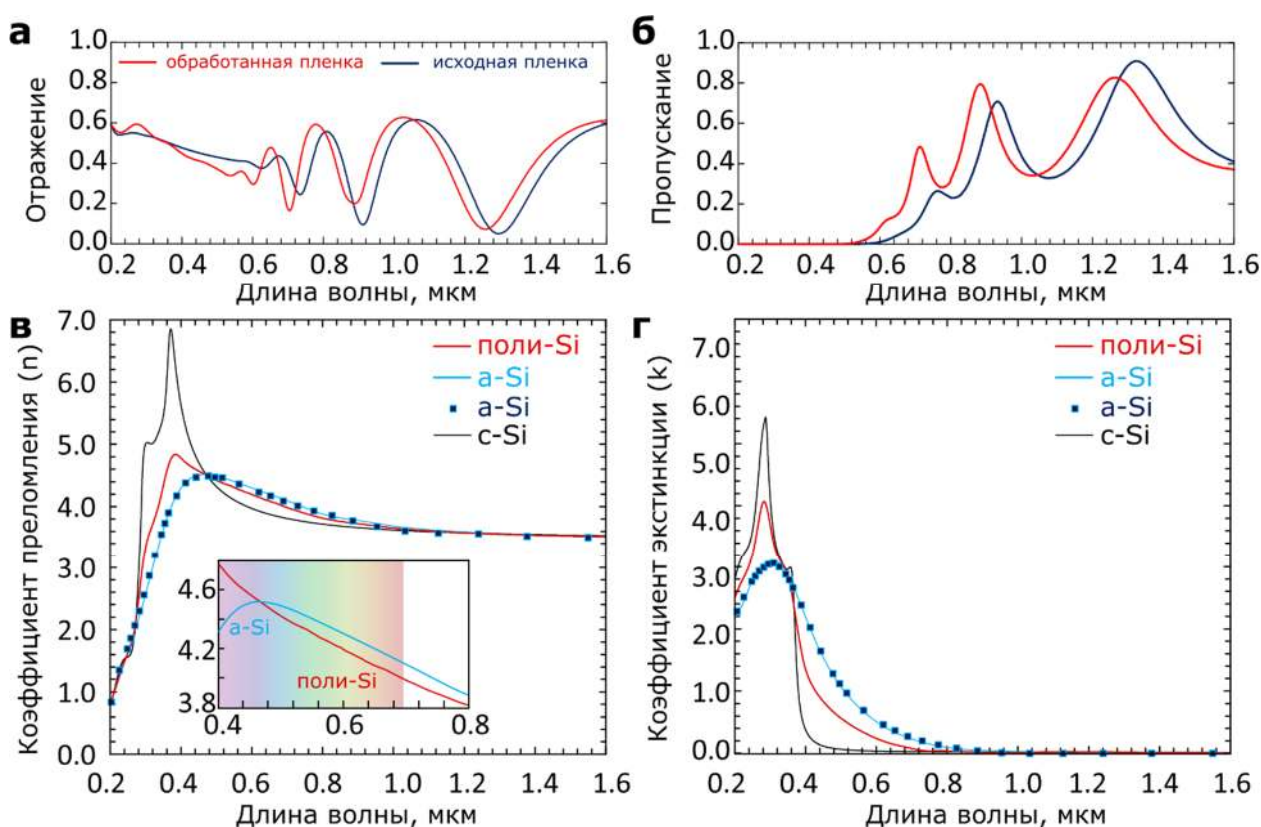 а
1.0
0.8
0.6
0.4
0.2
0.0
Отражение
обработанная пленка
исходная пленка
0.2 0.4 0.6 0.8 1.0 1.2 1.4 1.6
Длина волны, мкм
б
1.0
0.8
0.6
0.4
0.2
0.0
Пропускание
0.2 0.4 0.6 0.8 1.0 1.2 1.4 1.6
Длина волны, мкм
в
7.0
6.0
5.0
4.0
3.0
2.0
1.0
0.0
Коэффициент преломления (n)
поли-Si
a-Si
a-Si
c-Si
4.6
4.2
3.8
a-Si
поли-Si
0.4 0.6 0.8
0.2 0.4 0.6 0.8 1.0 1.2 1.4 1.6
Длина волны, мкм
г
7.0
6.0
5.0
4.0
3.0
2.0
1.0
0.0
Коэффициент экстинкции (k)
поли-Si
a-Si
a-Si
c-Si
0.2 0.4 0.6 0.8 1.0 1.2 1.4 1.6
Длина волны, мкм